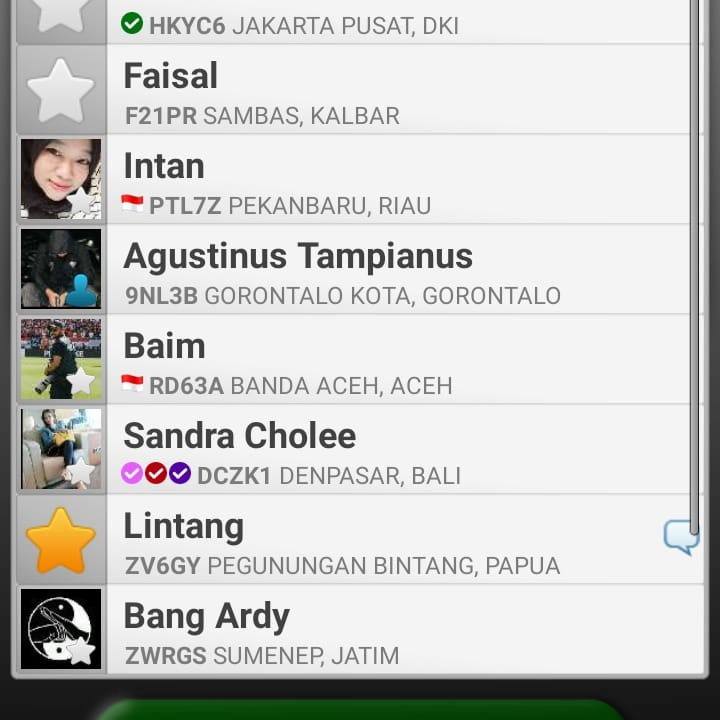 HKYC6 JAKARTA PUSAT, DKI
Faisal
F21PR SAMBAS, KALBAR
Intan
PTL7Z PEKANBARU, RIAU
Agustinus Tampianus
9NL3B GORONTALO KOTA, GORONTALO
Baim
RD63A BANDA ACEH, ACEH
Sandra Cholee
DCZK1 DENPASAR, BALI
Lintang
ZV6GY PEGUNUNGAN BINTANG, PAPUA
Bang Ardy
ZWRGS SUMENEP, JATIM